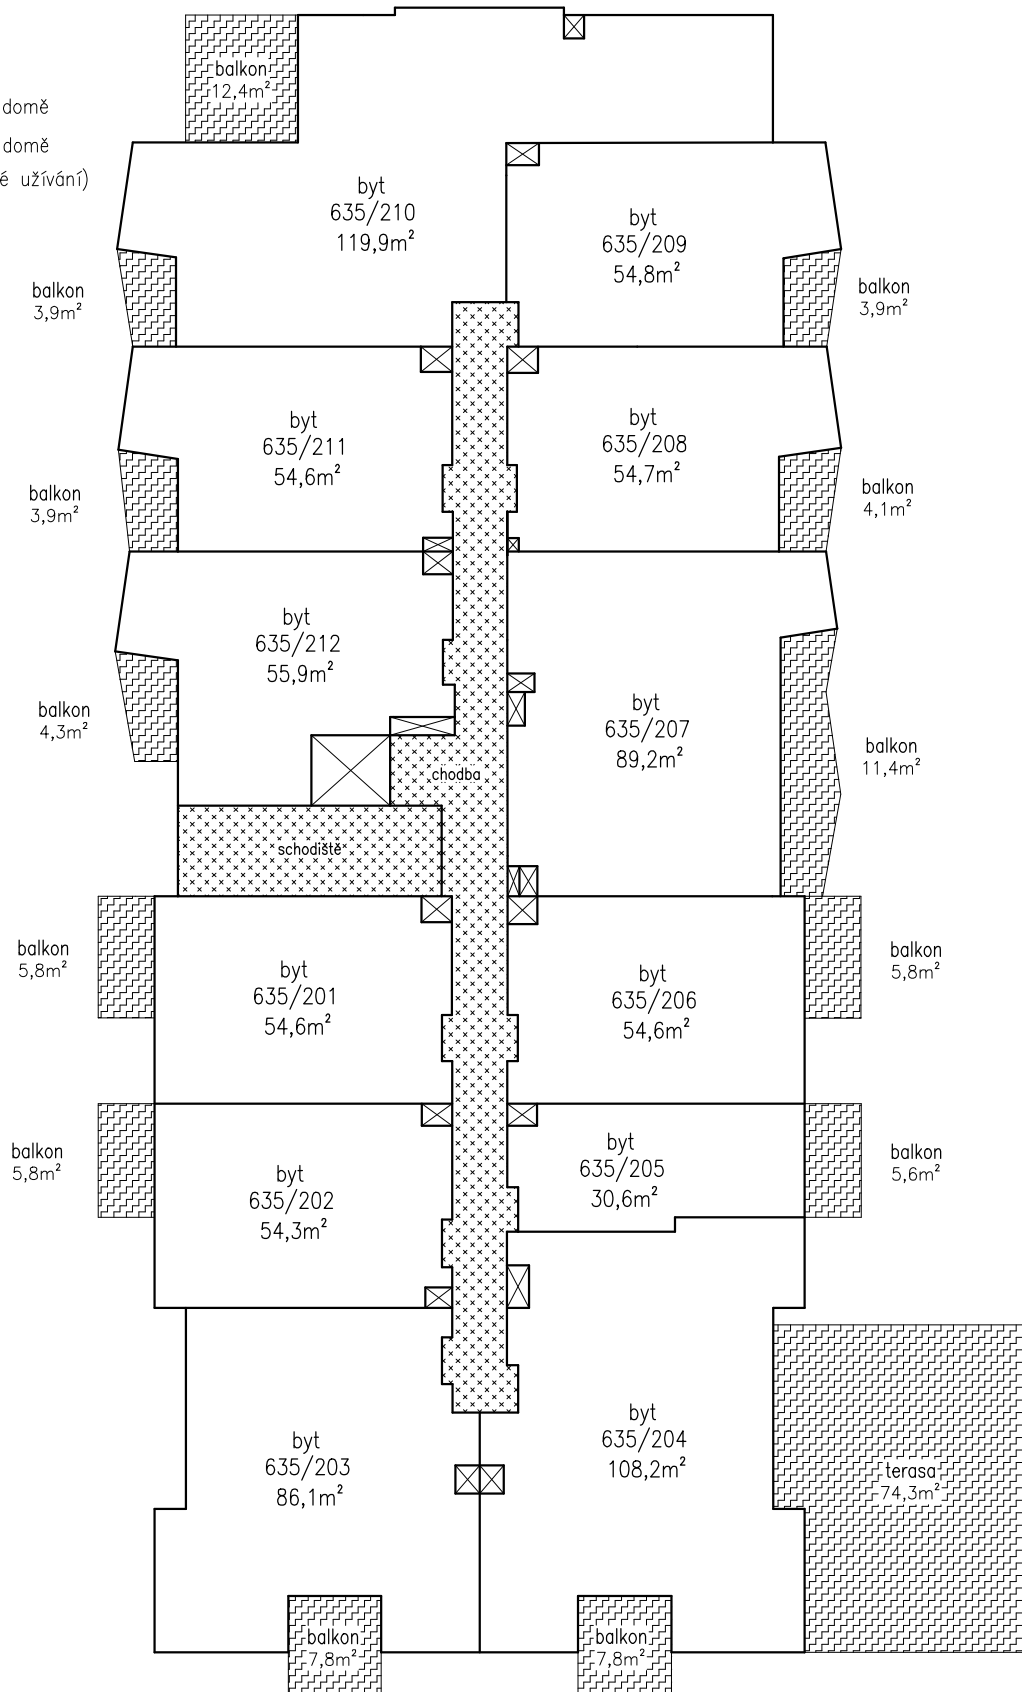 balkon
12,4m²
domě
domě
é užívání)
byt
635/210
119,9m²
byt
635/209
54,8m²
balkon
3,9m²
balkon
3,9m²
byt
635/211
54,6m²
byt
635/208
54,7m²
balkon
3,9m²
balkon
4,1m²
byt
635/212
55,9m²
byt
635/207
89,2m²
balkon
4,3m²
balkon
11,4m²
chodba
schodiště
balkon
5,8m²
byt
635/201
54,6m²
byt
635/206
54,6m²
balkon
5,8m²
balkon
5,8m²
byt
635/202
54,3m²
byt
635/205
30,6m²
balkon
5,6m²
byt
635/203
86,1m²
byt
635/204
108,2m²
terasa
74,3m²
balkon
7,8m²
balkon
7,8m²